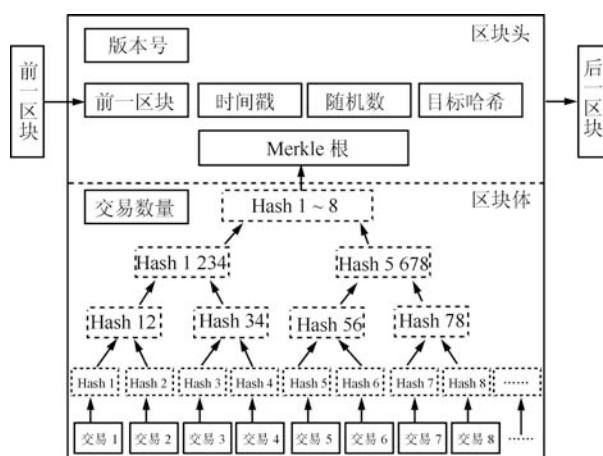 版本号
区块头
前一区块
前一区块
时间戳
随机数
目标哈希
后一区块
Merkle 根
交易数量
Hash 1 ~ 8
区块体
Hash 1 234
Hash 5 678
Hash 12
Hash 34
Hash 56
Hash 78
Hash 1
Hash 2
Hash 3
Hash 4
Hash 5
Hash 6
Hash 7
Hash 8
......
交易 1
交易 2
交易 3
交易 4
交易 5
交易 6
交易 7
交易 8
......